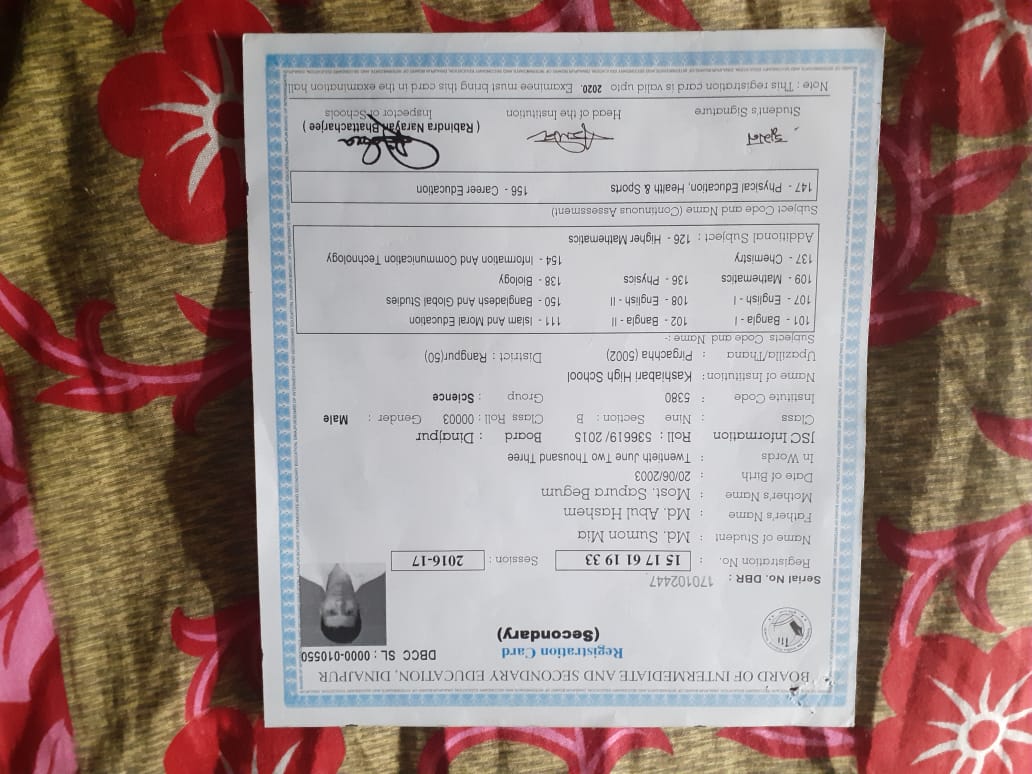 BOARD OF INTERMEDIATE AND SECONDARY EDUCATION, DINAJPUR
Registration Card
(Secondary)
DBCC SL : 0000-010550
Serial No. DBR : 170102447
Registration No. : 15 17 61 19 33 Session : 2016-17
Name of Student : Md. Sumon Mia
Father's Name : Md. Abul Hashem
Mother's Name : Most. Sapura Begum
Date of Birth : 20/06/2003
In Words : Twentieth June Two Thousand Three
JSC Information Roll : 536619/2015 Board : Dinajpur
Class : Nine Section : B Class Roll : 00003 Gender : Male
Institute Code : 5380 Group : Science
Name of Institution : Kashiabari High School
Upazilla/Thana : Pirgachha (5002) District : Rangpur(50)
Subjects Code and Name :-
101 - Bangla - I 102 - Bangla - II 111 - Islam And Moral Education
107 - English - I 108 - English - II 150 - Bangladesh And Global Studies
109 - Mathematics 136 - Physics 138 - Biology
137 - Chemistry 154 - Information And Communication Technology
Additional Subject : 126 - Higher Mathematics
Subject Code and Name (Continuous Assessment)
147 - Physical Education, Health & Sports 156 - Career Education
Student's Signature Head of the Institution ( Rabindra Narayan Bhattacharjee )
Inspector of Schools
Note : This registration card is valid upto 2020. Examinee must bring this card in the examination hall